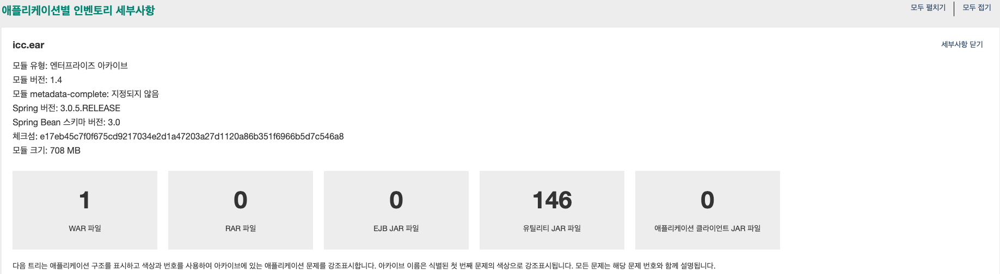 애플리케이션별 인벤토리 세부사항
모두 펼치기 | 모두 접기
icc.ear
세부사항 닫기
모듈 유형: 엔터프라이즈 아카이브
모듈 버전: 1.4
모듈 metadata-complete: 지정되지 않음
Spring 버전: 3.0.5.RELEASE
Spring Bean 스키마 버전: 3.0
체크섬: e17eb45c7f0f675cd9217034e2d1a47203a27d1120a86b351f6966b5d7c546a8
모듈 크기: 708 MB
1
WAR 파일
0
RAR 파일
0
EJB JAR 파일
146
유틸리티 JAR 파일
0
애플리케이션 클라이언트 JAR 파일
다음 트리는 애플리케이션 구조를 표시하고 색상과 번호를 사용하여 아카이브에 있는 애플리케이션 문제를 강조표시합니다. 아카이브 이름은 식별된 첫 번째 문제의 색상으로 강조표시됩니다. 모든 문제는 해당 문제 번호와 함께 설명됩니다.